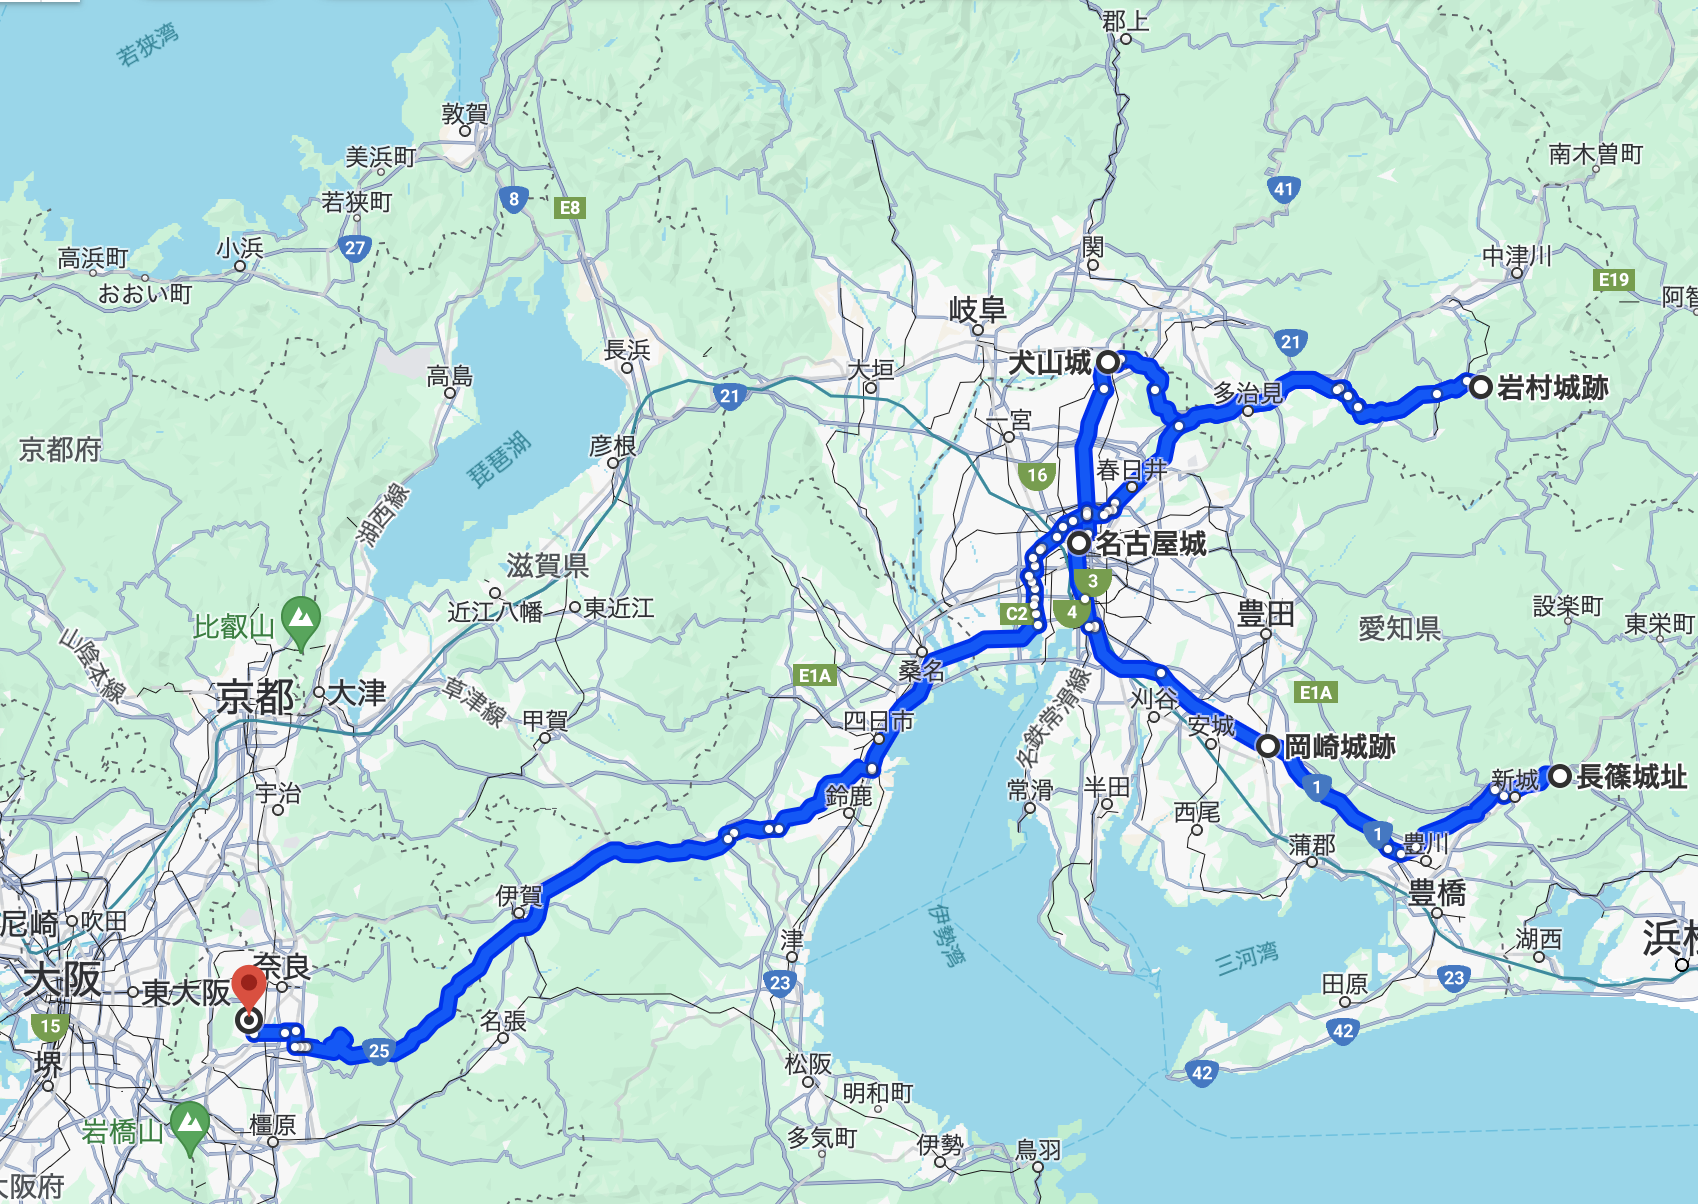 若狭湾
郡上
敦賀
美浜町
南木曽町
41
8
E8
若狭町
27
小浜
関
高浜町
中津川
E19
おおい町
阿智
岐阜
21
長浜
犬山城
大垣
高島
21
多治見
岩村城跡
一宮
京都府
彦根
琵琶湖
16
春日井
湖西線
名古屋城
滋賀県
3
近江八幡
東近江
C2
4
豊田
設楽町
比叡山
愛知県
東栄町
山陰本線
桑名
E1A
京都
大津
草津線
E1A
刈谷
甲賀
四日市
名鉄常滑線
安城
岡崎城跡
宇治
鈴鹿
常滑
半田
1
新城
長篠城址
西尾
1
豊川
蒲郡
伊賀
豊橋
尼崎
吹田
津
伊勢湾
三河湾
湖西
浜松
大阪
東大阪
奈良
23
田原
23
15
名張
42
25
堺
松阪
42
明和町
岩橋山
橿原
多気町
伊勢
鳥羽
大阪府